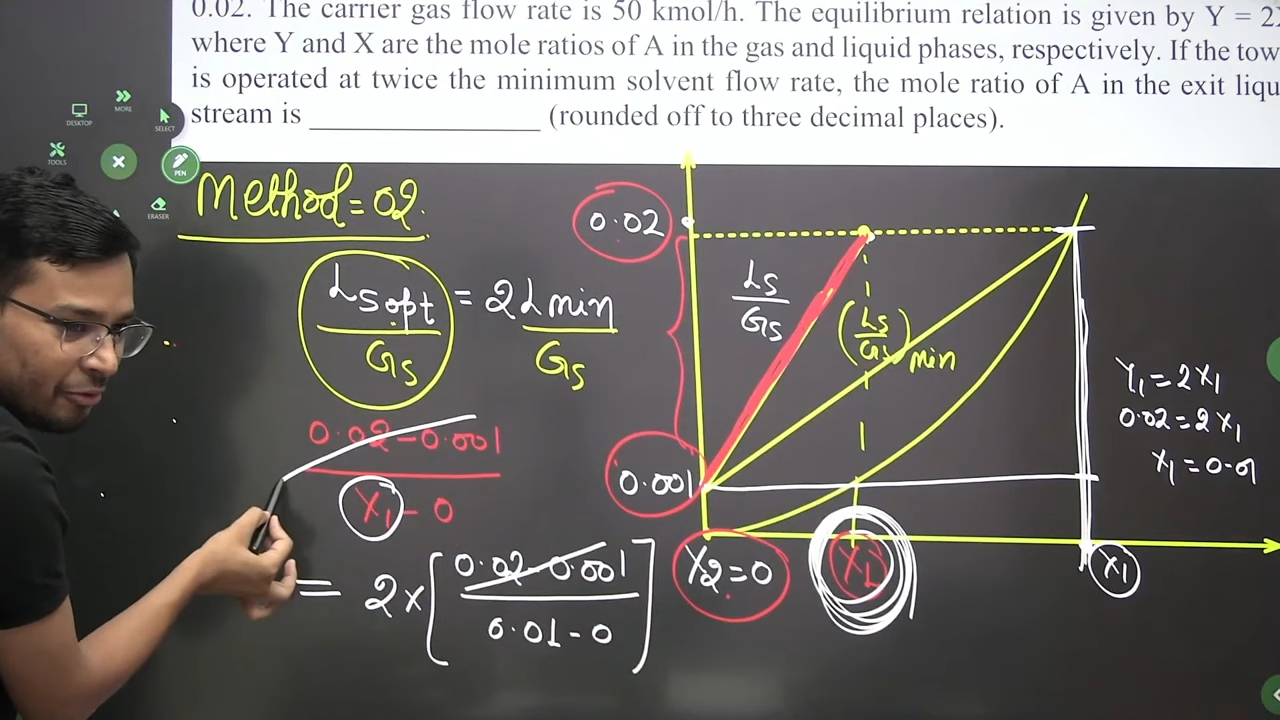 0.02. The carrier gas flow rate is 50 kmol/h. The equilibrium relation is given by Y = 2
where Y and X are the mole ratios of A in the gas and liquid phases, respectively. If the tow
is operated at twice the minimum solvent flow rate, the mole ratio of A in the exit liqu
stream is ____________ (rounded off to three decimal places).
MORE
DESKTOP
SELECT
TOOLS
PEN
ERASER
Method = 02.
Ls opt / Gs = 2 Lmin / Gs
0.02 - 0.001 / X1 - 0
= 2 × [ 0.02 - 0.001 / 0.01 - 0 ]
0.02
Ls / Gs
(Ls / Gs) min
0.001
X2 = 0
X1
X1
Y1 = 2X1
0.02 = 2X1
X1 = 0.01